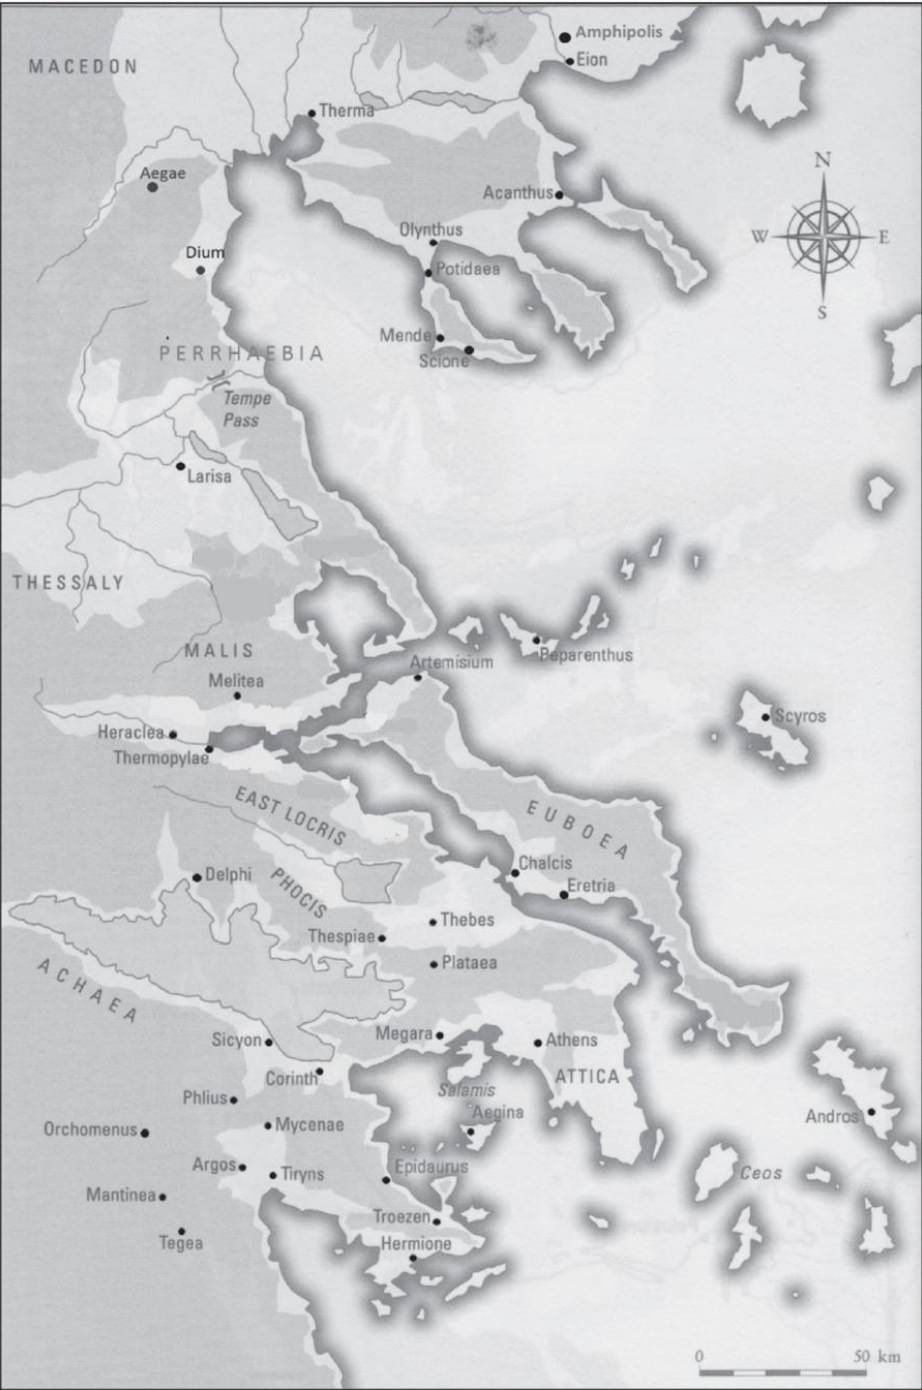 Amphipolis
Eion
MACEDON
Therma
Aegae
Acanthus
N
W
E
S
Olynthus
Dium
Potidaea
Mende
Scione
PERRHAEBIA
Tempe
Pass
Larisa
THESSALY
MALIS
Peparenthus
Artemisium
Melitea
Scyros
Heraclea
Thermopylae
EAST LOCRIS
EUBOEA
Chalcis
Eretria
Delphi
PHOCIS
Thebes
Thespiae
Plataea
ACHAEA
Sicyon
Megara
Athens
Corinth
ATTICA
Salamis
Phlius
Aegina
Andros
Mycenae
Orchomenus
Argos
Tiryns
Epidaurus
Ceos
Mantinea
Troezen
Tegea
Hermione
0
50 km